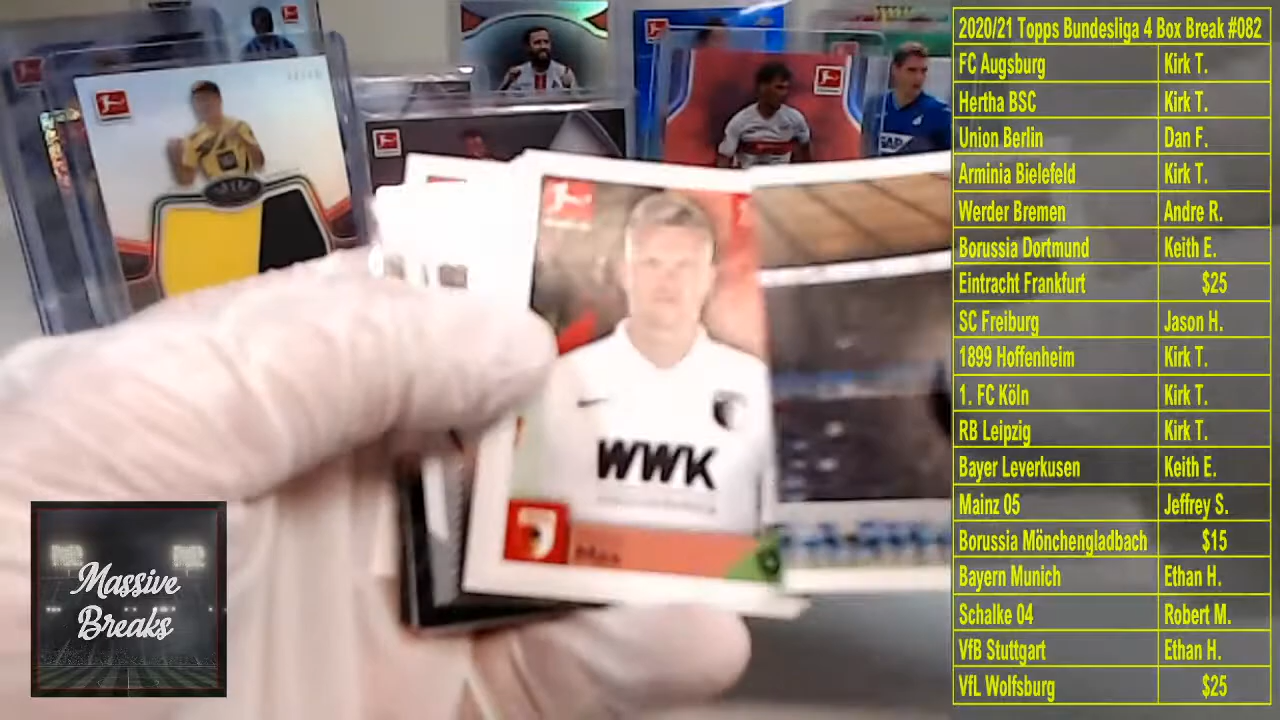 2020/21 Topps Bundesliga 4 Box Break #082
FC Augsburg Kirk T.
Hertha BSC Kirk T.
Union Berlin Dan F.
Arminia Bielefeld Kirk T.
Werder Bremen Andre R.
Borussia Dortmund Keith E.
Eintracht Frankfurt $25
SC Freiburg Jason H.
1899 Hoffenheim Kirk T.
1. FC Köln Kirk T.
RB Leipzig Kirk T.
Bayer Leverkusen Keith E.
Mainz 05 Jeffrey S.
Borussia Mönchengladbach $15
Bayern Munich Ethan H.
Schalke 04 Robert M.
VfB Stuttgart Ethan H.
VfL Wolfsburg $25
WWK
Massive
Breaks